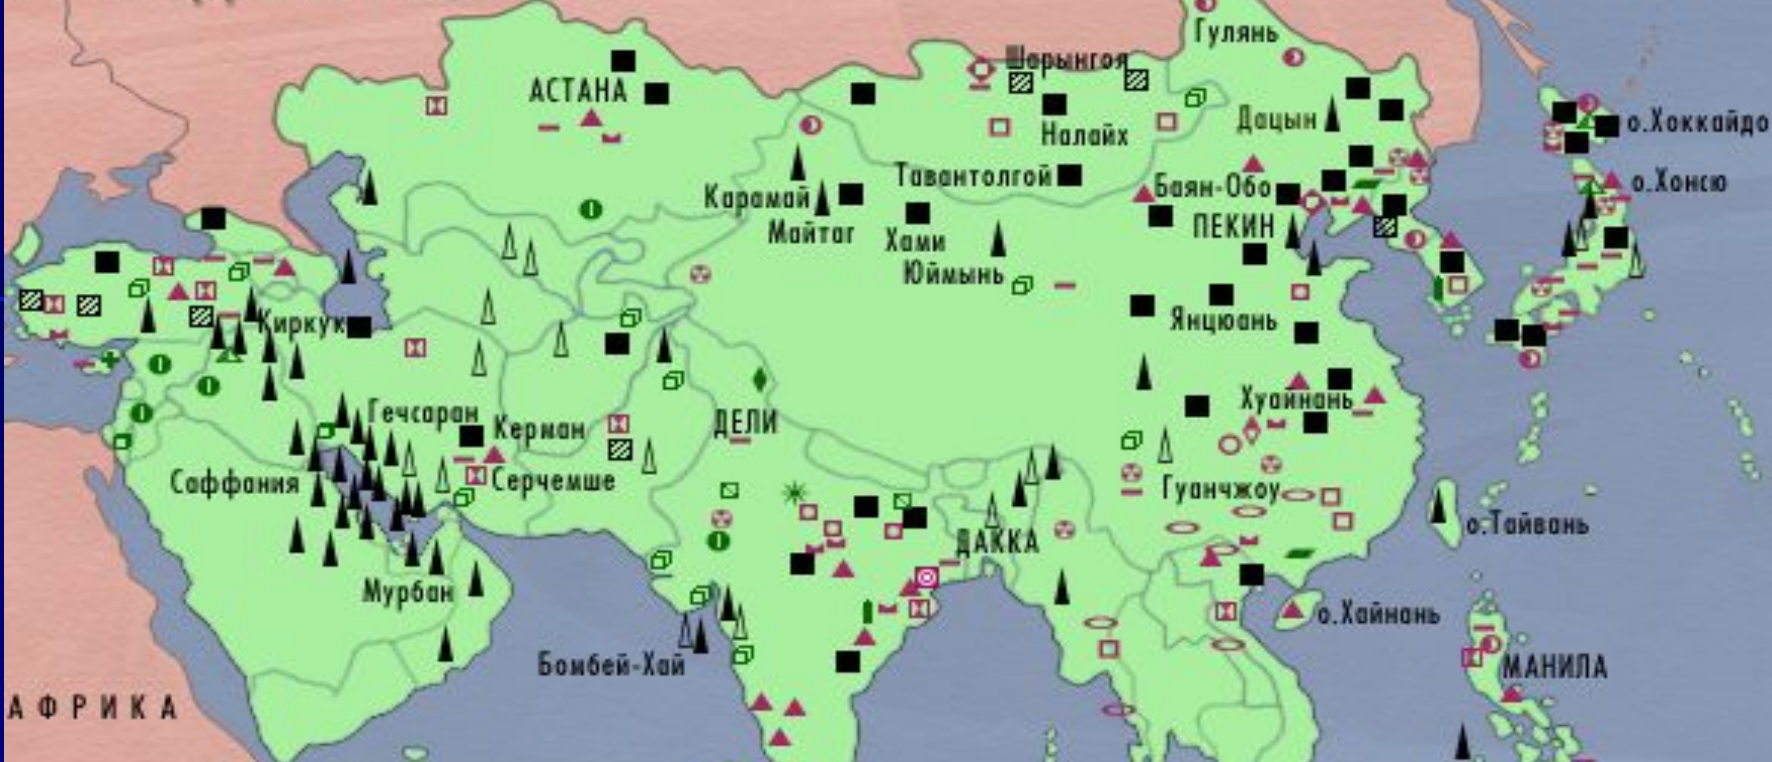 Гулянь
Шарынгоя
АСТАНА
Налайх
Дацын
о.Хоккайдо
Тавантолгой
Баян-Обо
о.Хонсю
Карамай
Майтаг
Хами
ПЕКИН
Юймынь
Киркук
Янцюань
Гечсаран
Керман
ДЕЛИ
Хуайнань
Саффания
Серчемше
Гуанчжоу
о.Тайвань
ДАККА
Мурбан
о.Хайнань
Бомбей-Хай
МАНИЛА
АФРИКА